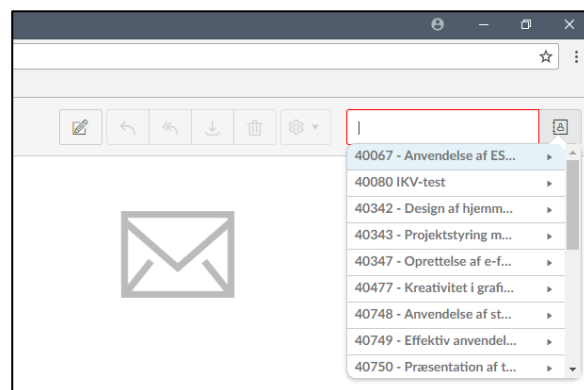 40067 - Anvendelse af ES...
40080 IKV-test
40342 - Design af hjemm...
40343 - Projektstyring m...
40347 - Oprettelse af e-f...
40477 - Kreativitet i grafi...
40748 - Anvendelse af st...
40749 - Effektiv anvendel...
40750 - Præsentation af t...